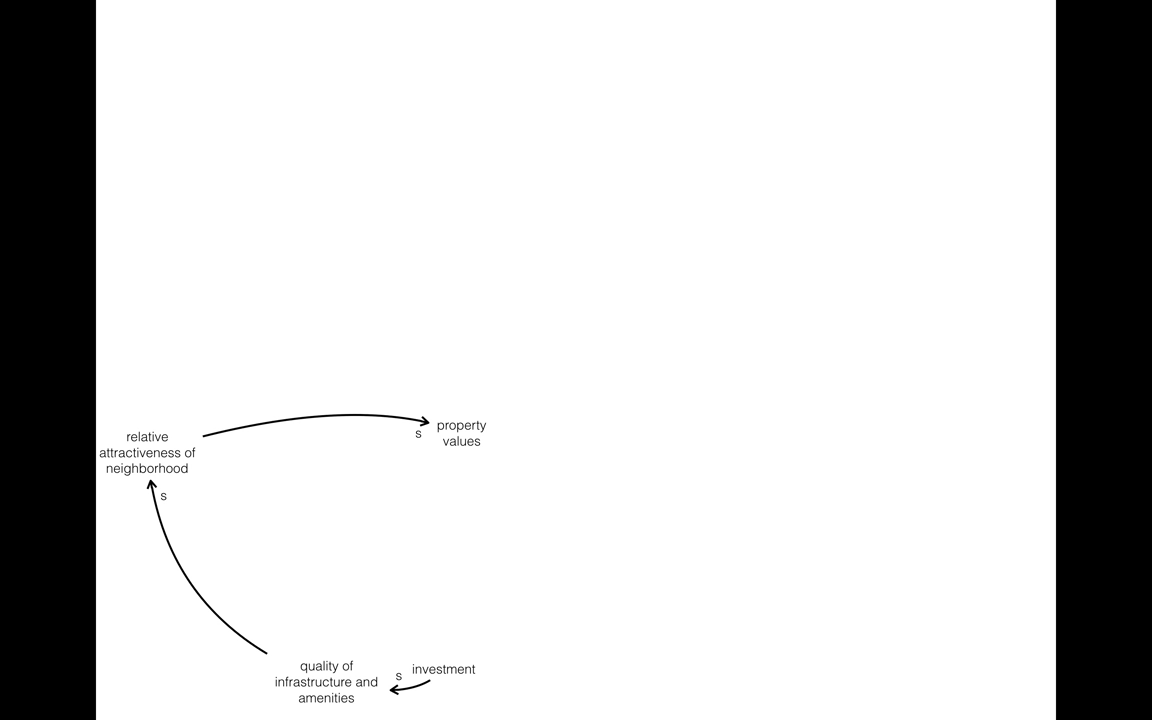 property
values
s
relative
attractiveness of
neighborhood
s
quality of
infrastructure and
amenities
s
investment